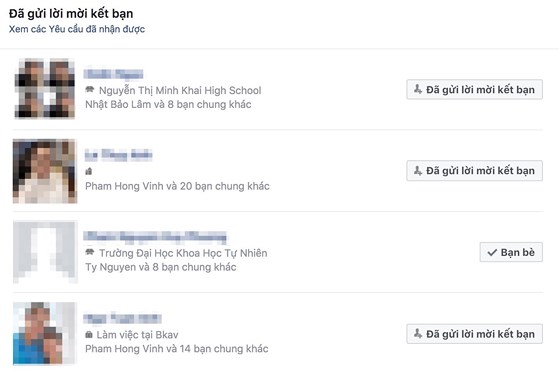 Đã gửi lời mời kết bạn
Xem các Yêu cầu đã nhận được
Nguyễn Thị Minh Khai High School
Nhật Bảo Lâm và 8 bạn chung khác
Đã gửi lời mời kết bạn
Pham Hong Vinh và 20 bạn chung khác
Đã gửi lời mời kết bạn
Trường Đại Học Khoa Học Tự Nhiên
Ty Nguyen và 8 bạn chung khác
Bạn bè
Làm việc tại Bkav
Pham Hong Vinh và 14 bạn chung khác
Đã gửi lời mời kết bạn